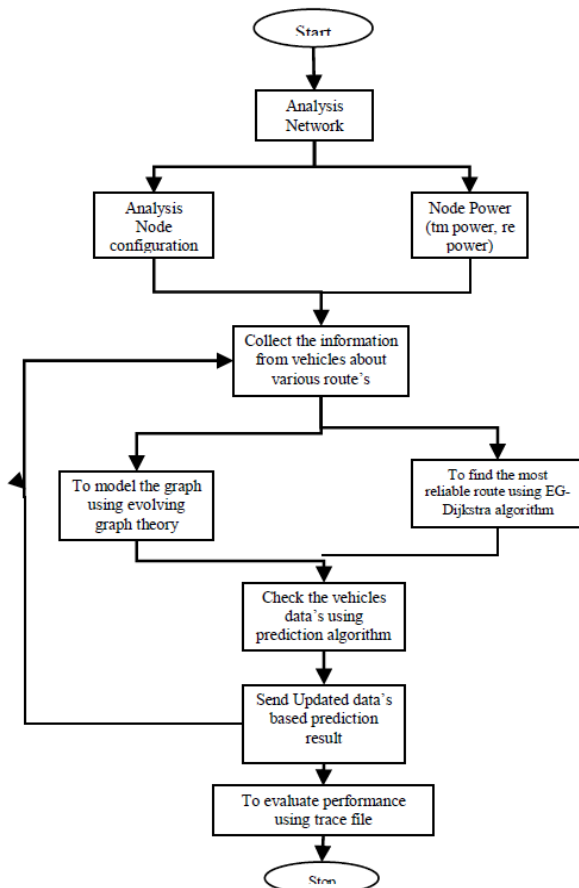 Start
Analysis
Network
Analysis
Node
configuration
Node Power
(tm power, re
power)
Collect the information
from vehicles about
various route's
To model the graph
using evolving
graph theory
To find the most
reliable route using EG-
Dijkstra algorithm
Check the vehicles
data's using
prediction algorithm
Send Updated data's
based prediction
result
To evaluate performance
using trace file
Stop